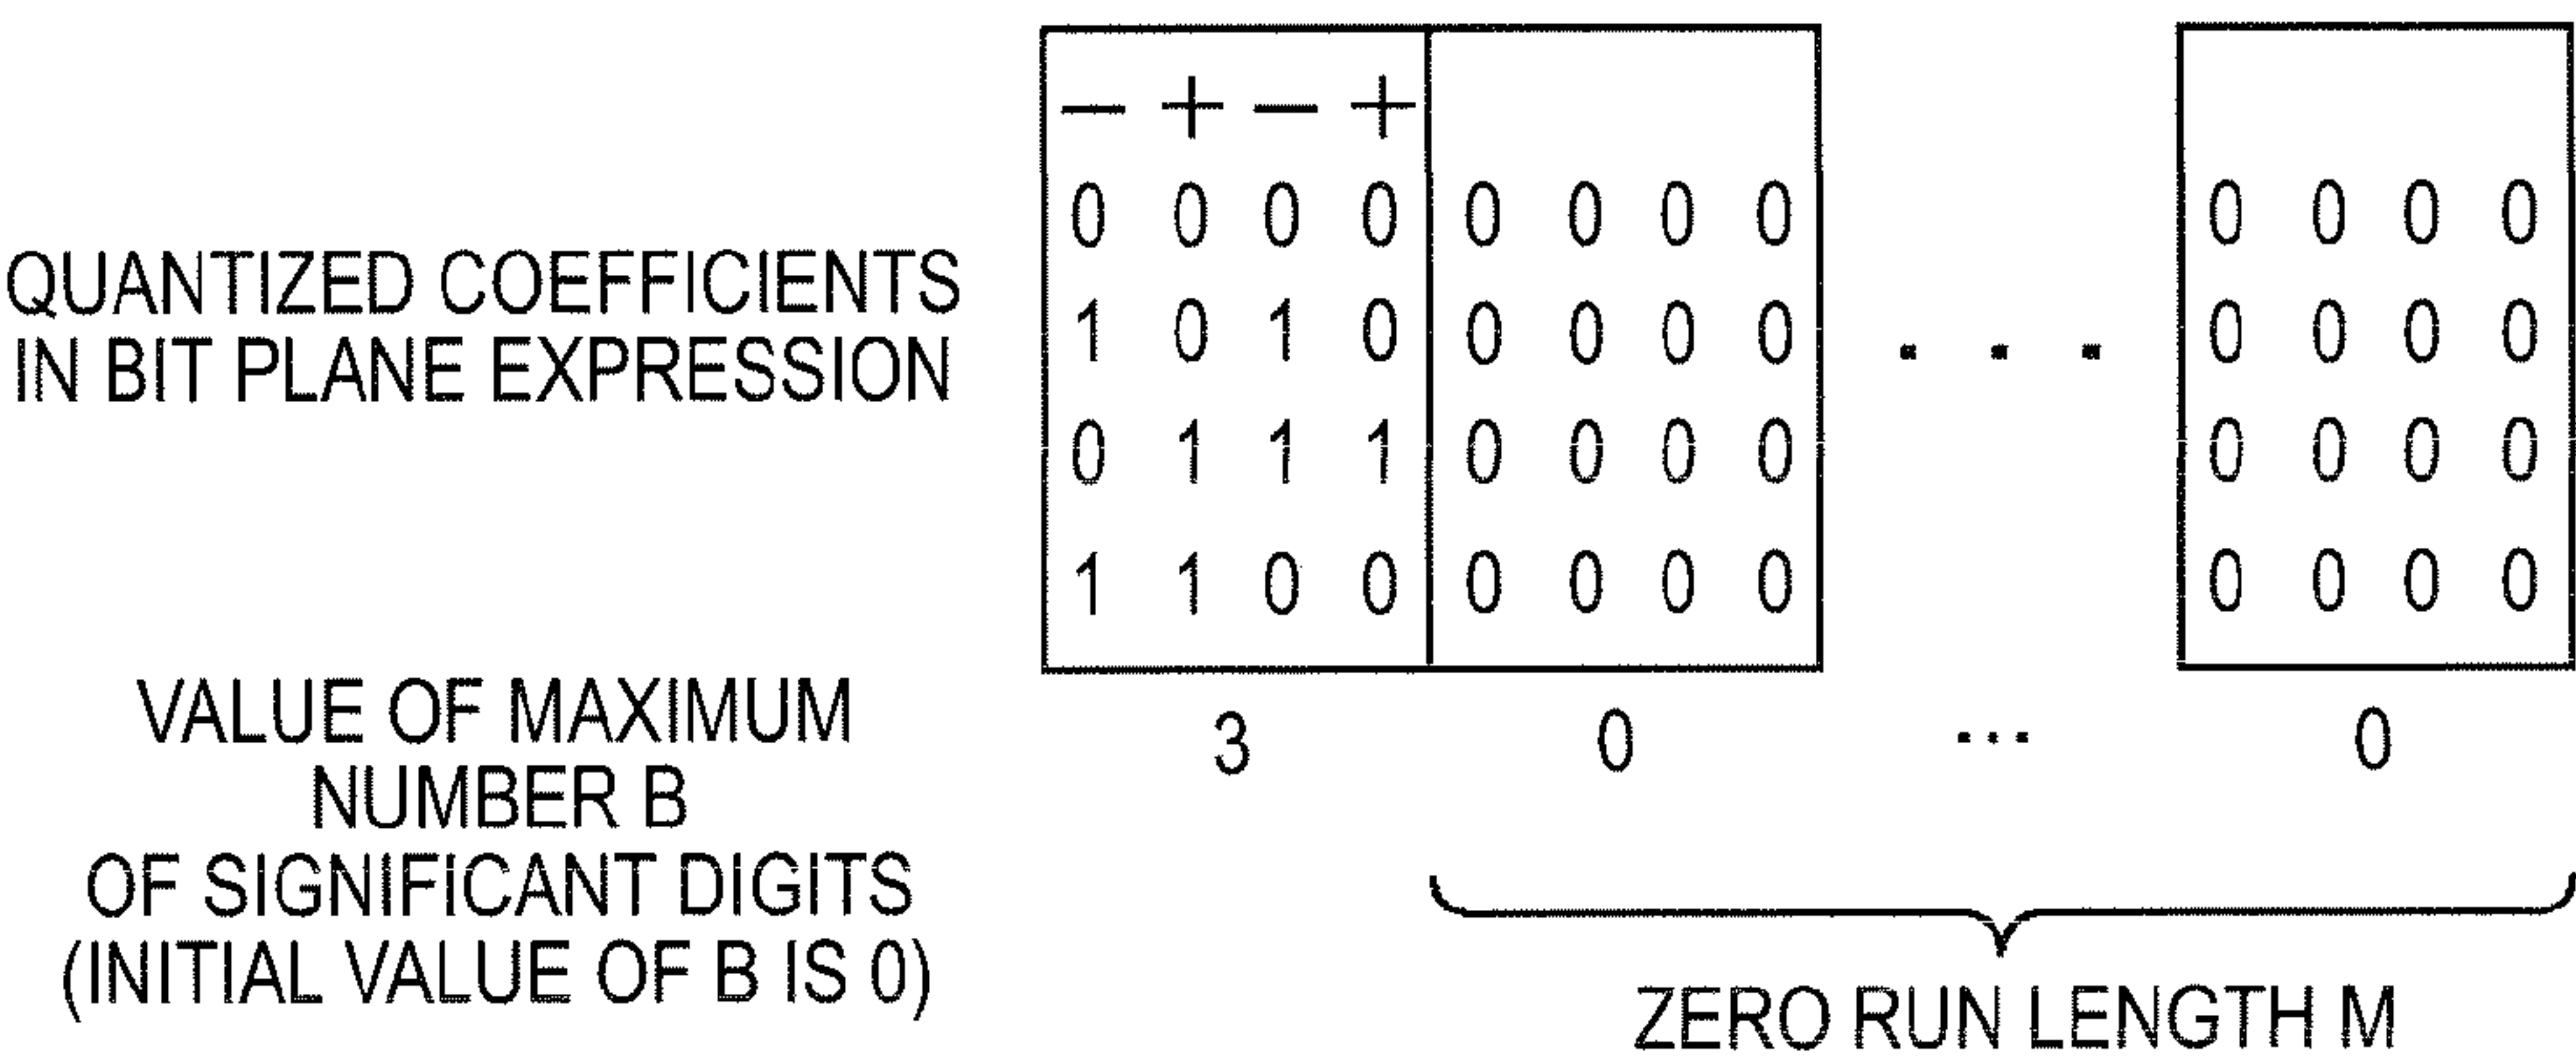 — + — +
0 0 0 0 0 0 0 0 0 0 0 0
QUANTIZED COEFFICIENTS
IN BIT PLANE EXPRESSION
1 0 1 0 0 0 0 0 . . . 0 0 0 0
0 1 1 1 0 0 0 0 0 0 0 0
1 1 0 0 0 0 0 0 0 0 0 0
VALUE OF MAXIMUM
NUMBER B
OF SIGNIFICANT DIGITS
(INITIAL VALUE OF B IS 0)
3 0 ... 0
ZERO RUN LENGTH M